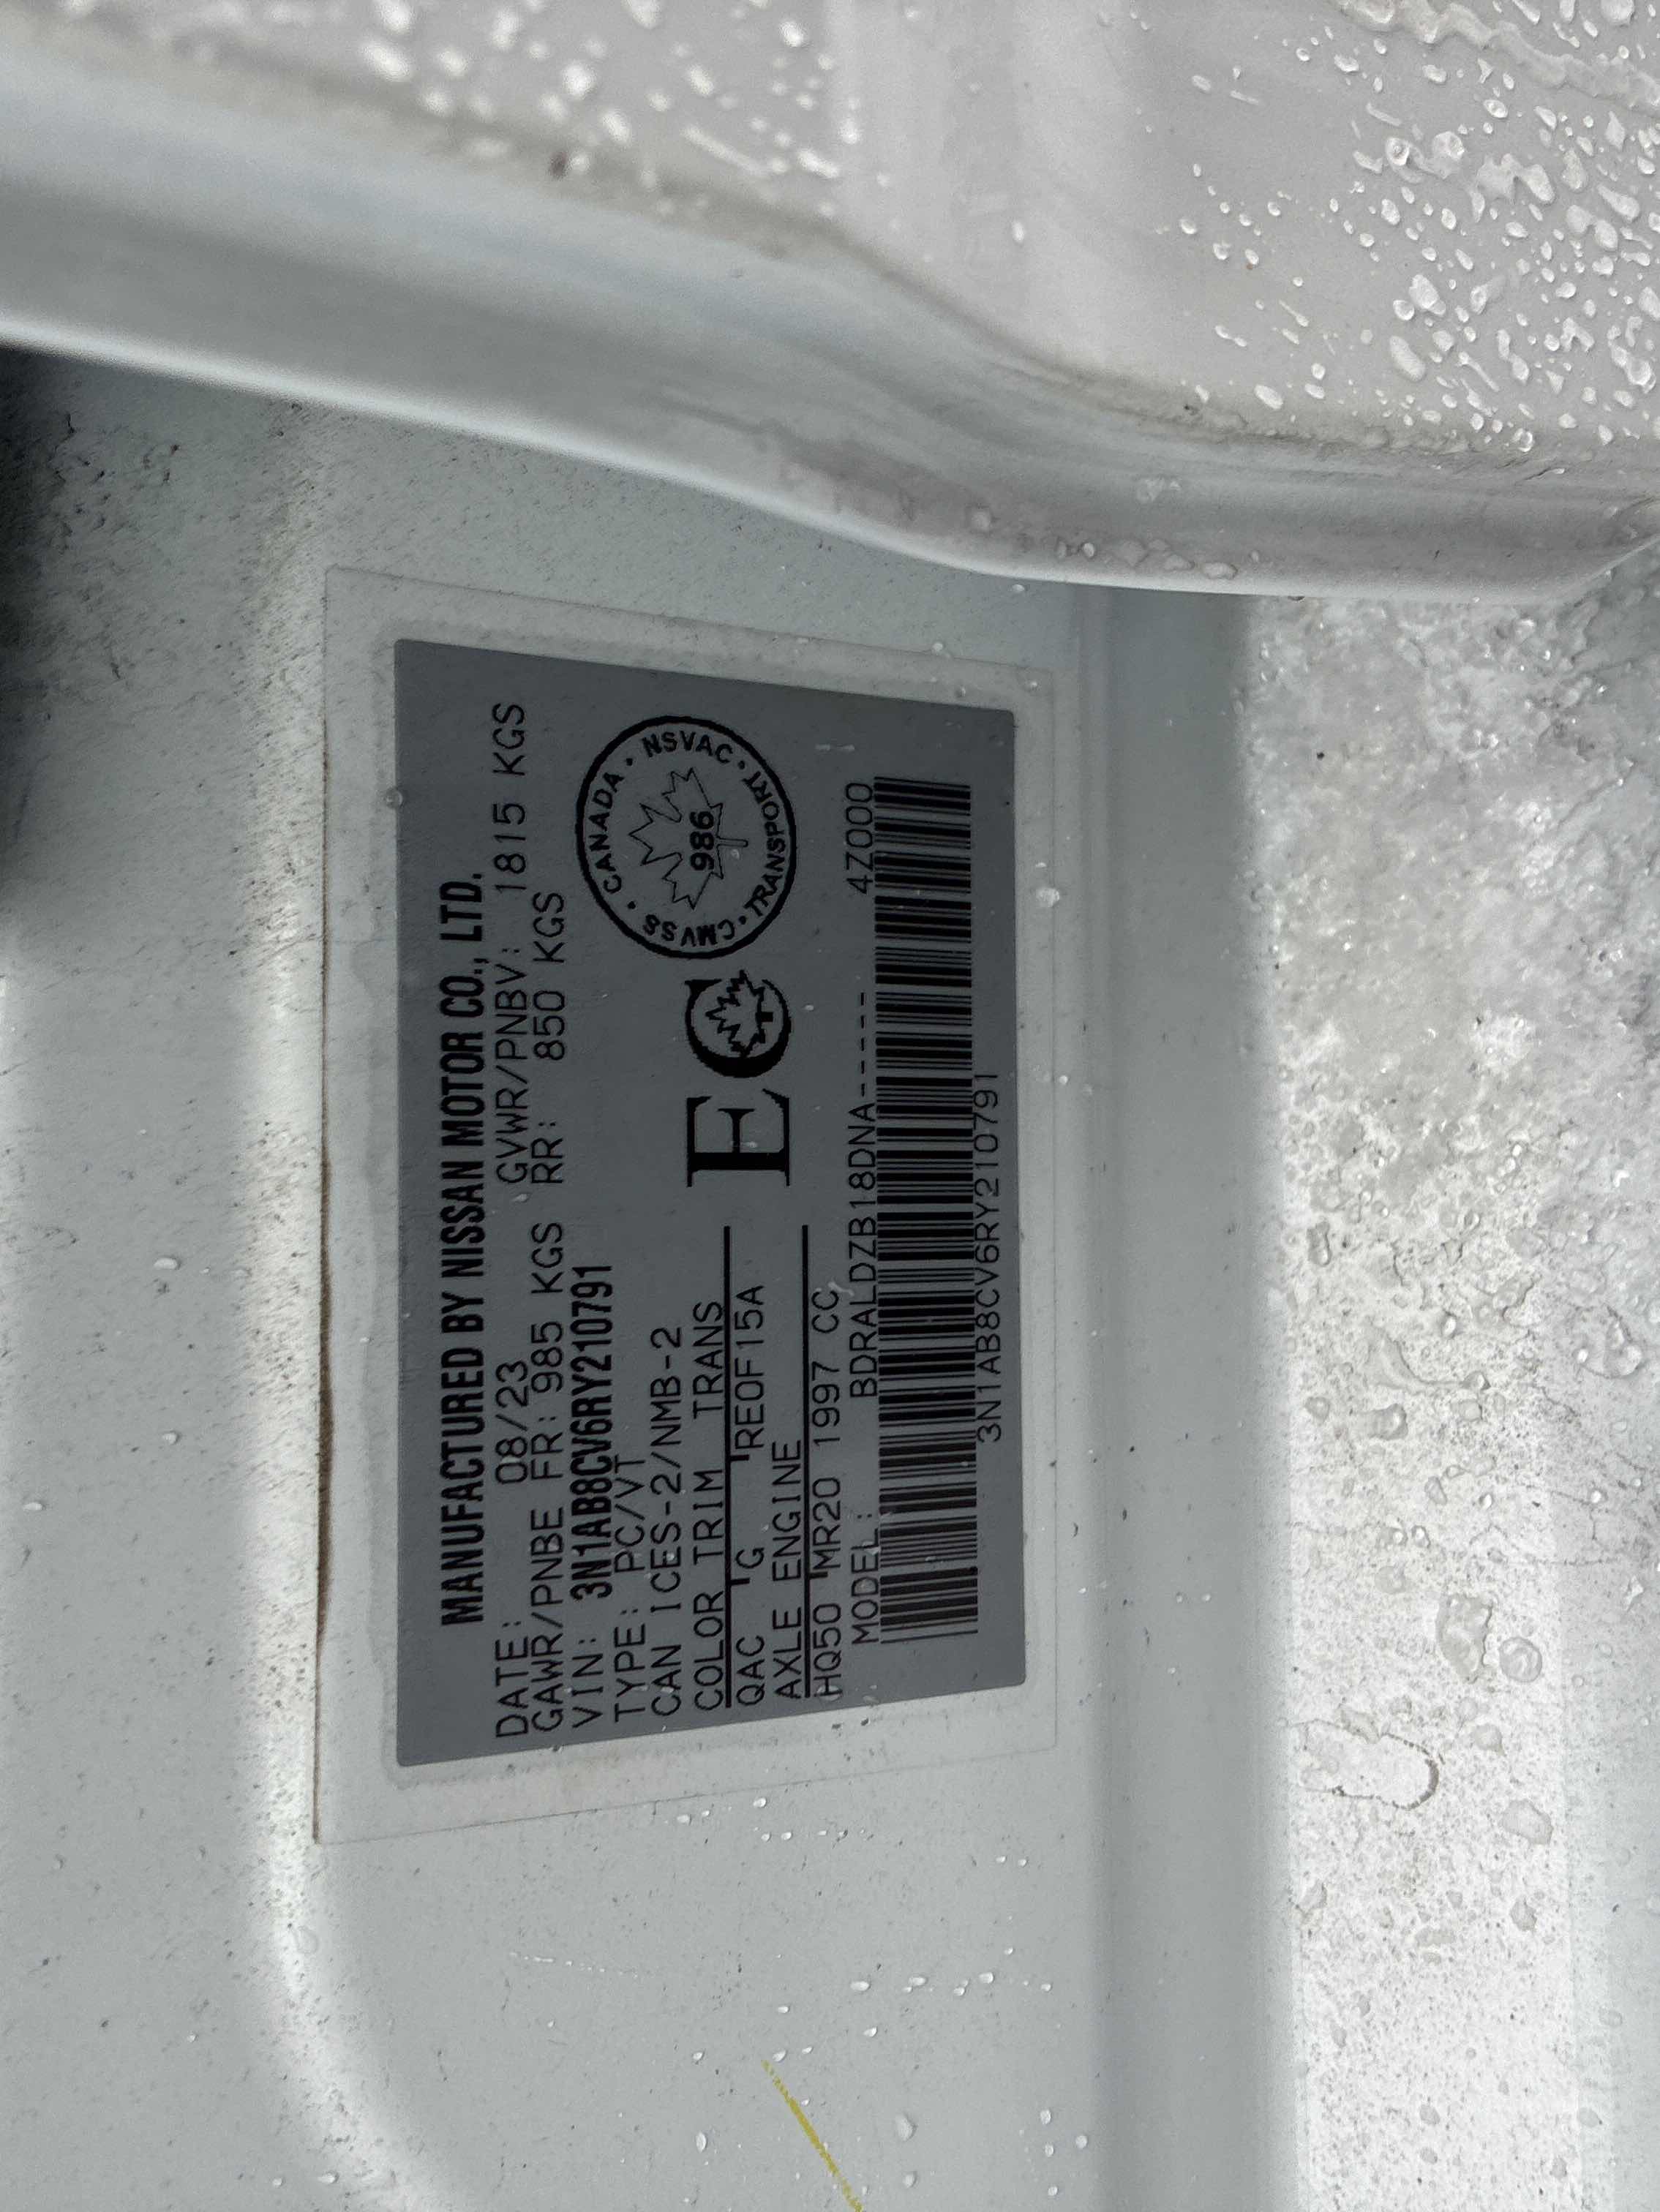 MANUFACTURED BY NISSAN MOTOR CO., LTD.
DATE: 08/23 GVWR/PNBV: 1815 KGS
GAWR/PNBE FR: 985 KGS RR: 850 KGS
VIN: 3N1AB8CV6RY210791
TYPE: PC/VT
CAN ICES-2/NMB-2
COLOR TRIM TRANS
QAC G RE0F15A
AXLE ENGINE
HQ50 MR20 1997 CC
EC
CANADA · NSVAC · TRANSPORT · CMVSS ·
986
MODEL: BDRALDZB18DNA----- 4Z000
3N1AB8CV6RY210791